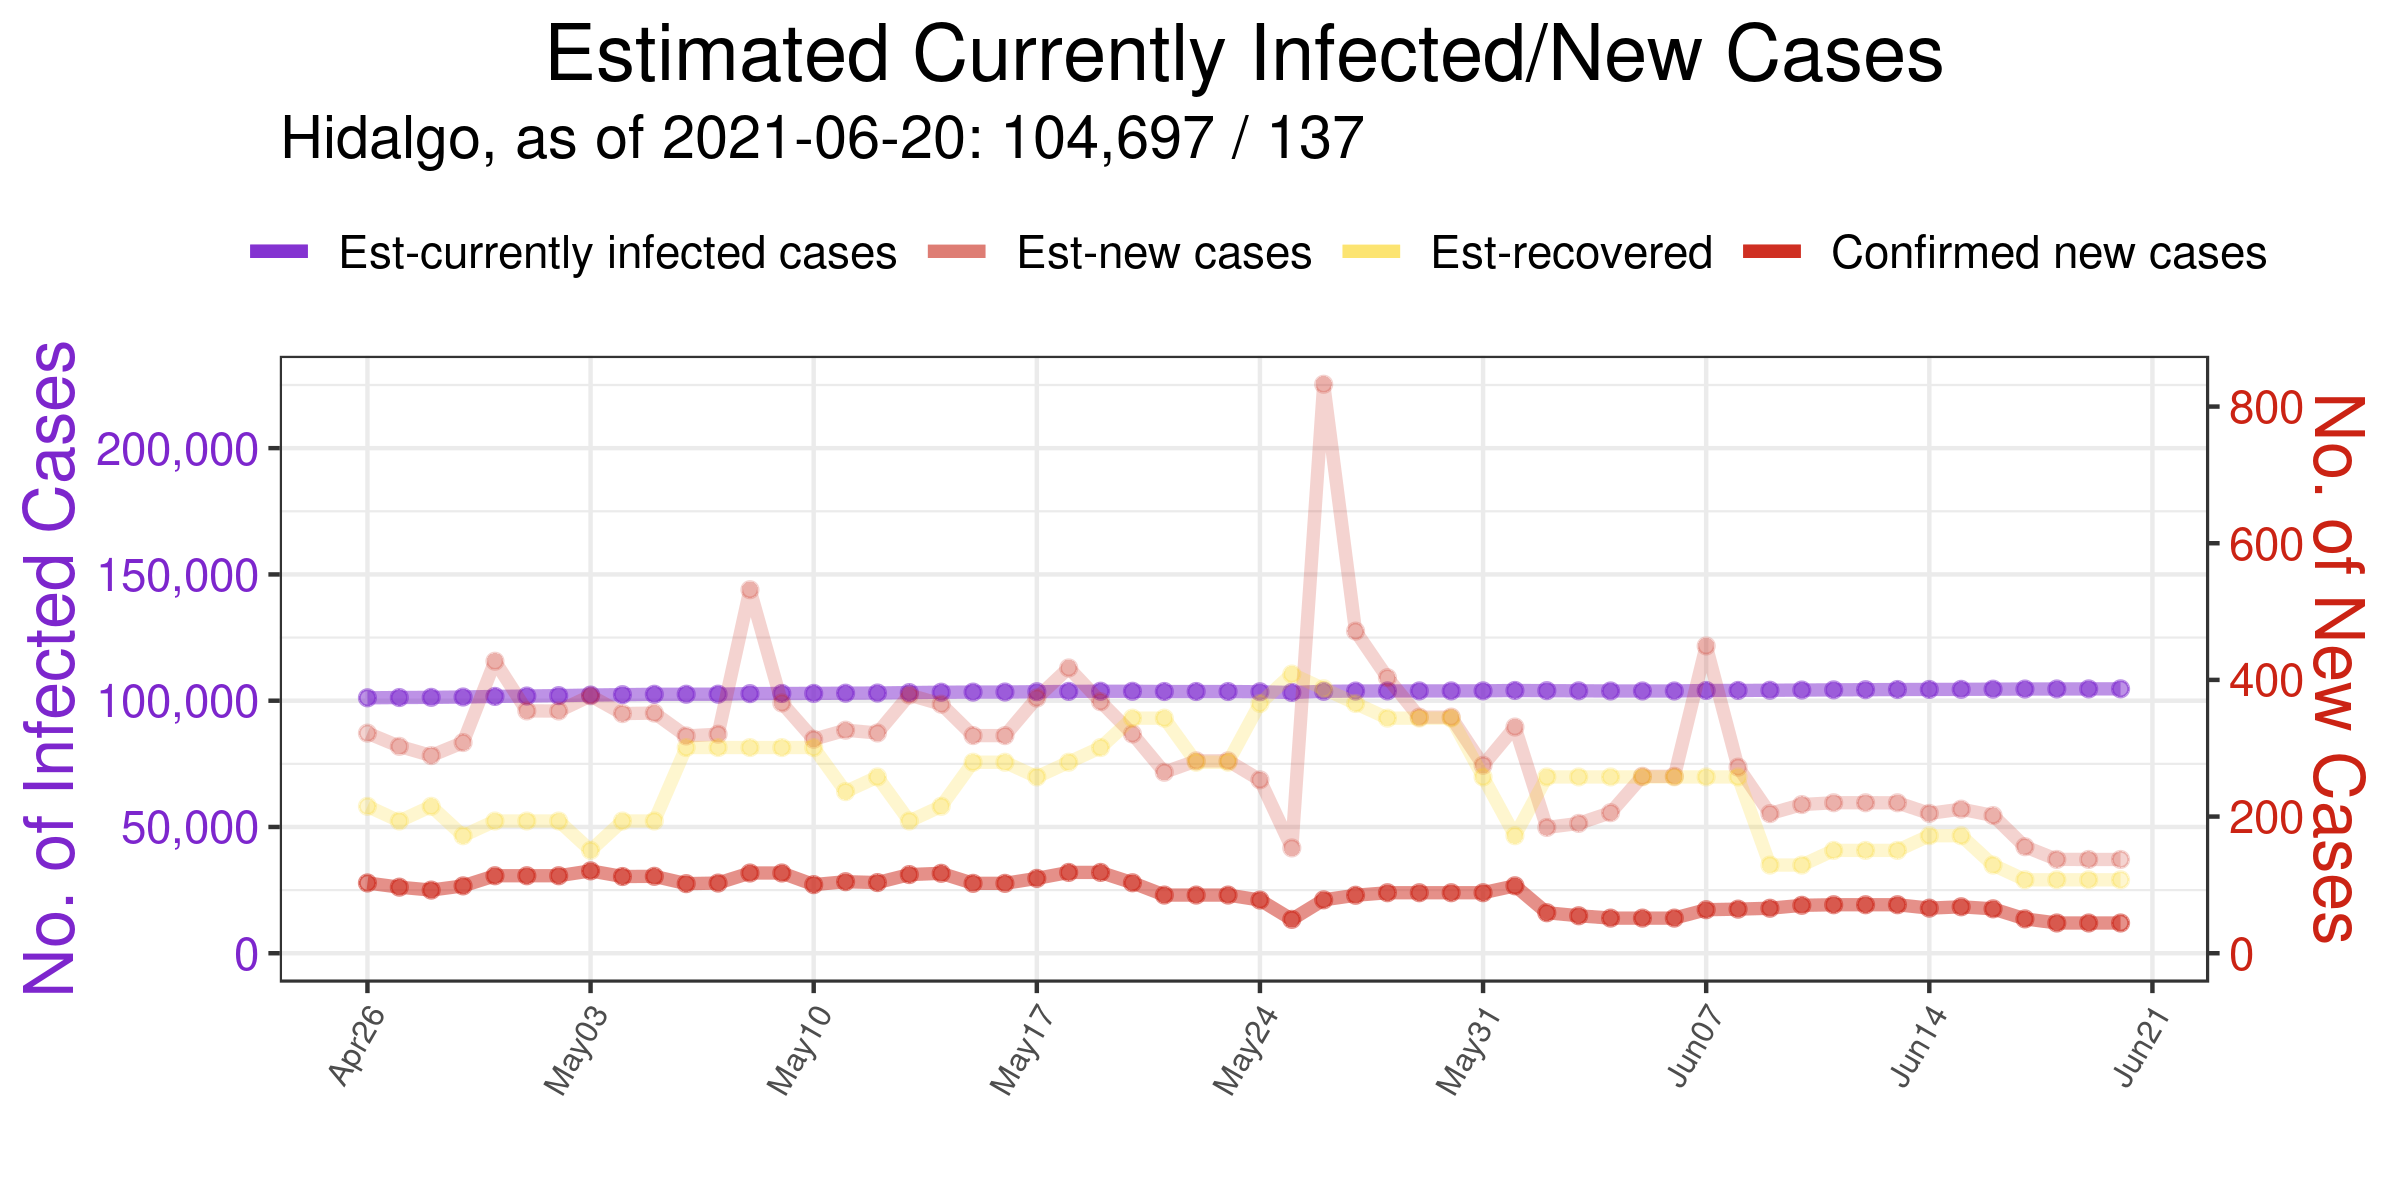 Estimated Currently Infected/New Cases
Hidalgo, as of 2021-06-20: 104,697 / 137
Est-currently infected cases Est-new cases Est-recovered Confirmed new cases
No. of Infected Cases
200,000
150,000
100,000
50,000
0
800
600
400
200
0
No. of New Cases
Apr26 May03 May10 May17 May24 May31 Jun07 Jun14 Jun21